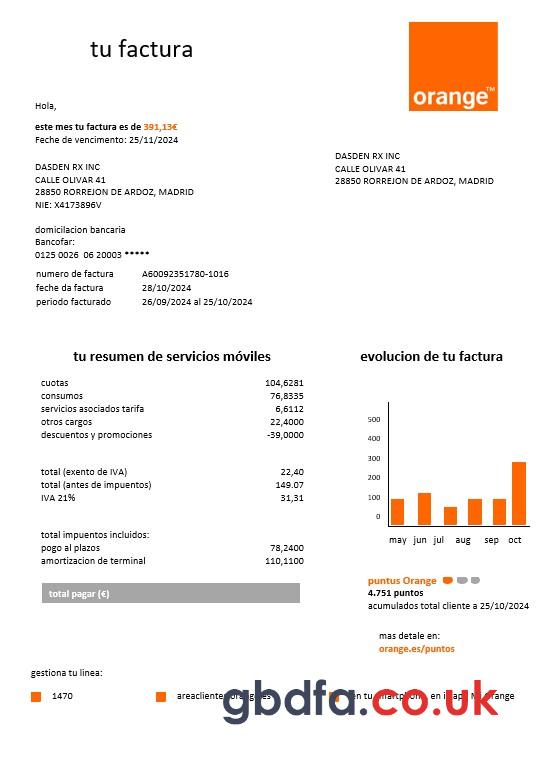 tu factura
orange™
Hola,
este mes tu factura es de 391,13€
Feche de vencimento: 25/11/2024
DASDEN RX INC
CALLE OLIVAR 41
28850 RORREJON DE ARDOZ, MADRID
NIE: X4173896V
DASDEN RX INC
CALLE OLIVAR 41
28850 RORREJON DE ARDOZ, MADRID
domicilacion bancaria
Bancofar:
0125 0026 06 20003 *****
numero de factura A60092351780-1016
feche da factura 28/10/2024
periodo facturado 26/09/2024 al 25/10/2024
tu resumen de servicios móviles
cuotas 104,6281
consumos 76,8335
servicios asociados tarifa 6,6112
otros cargos 22,4000
descuentos y promociones -39,0000
total (exento de IVA) 22,40
total (antes de impuentos) 149.07
IVA 21% 31,31
total impuentos incluidos:
pogo al plazos 78,2400
amortizacion de terminal 110,1100
total pagar (€)
evolucion de tu factura
500
400
300
200
100
0
may jun jul aug sep oct
puntus Orange
4.751 puntos
acumulados total cliente a 25/10/2024
mas detale en:
orange.es/puntos
gestiona tu linea:
1470 areaclientes.orange.es en tu smartphone en la app Mi Orange
gbdfa.co.uk